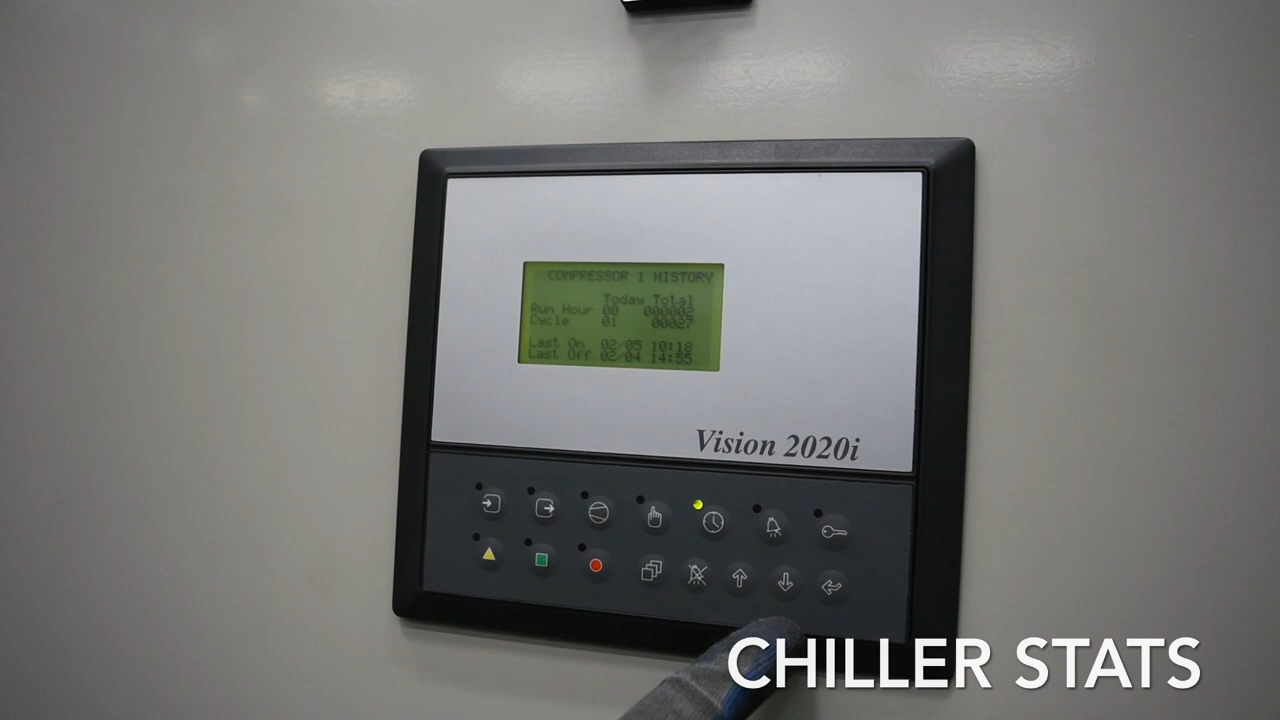 COMPRESSOR 1 HISTORY
Today Total
Run Hour 00 000002
Cycle 01 00027
Last On 02/05 10:18
Last Off 02/04 14:55
Vision 2020i
CHILLER STATS